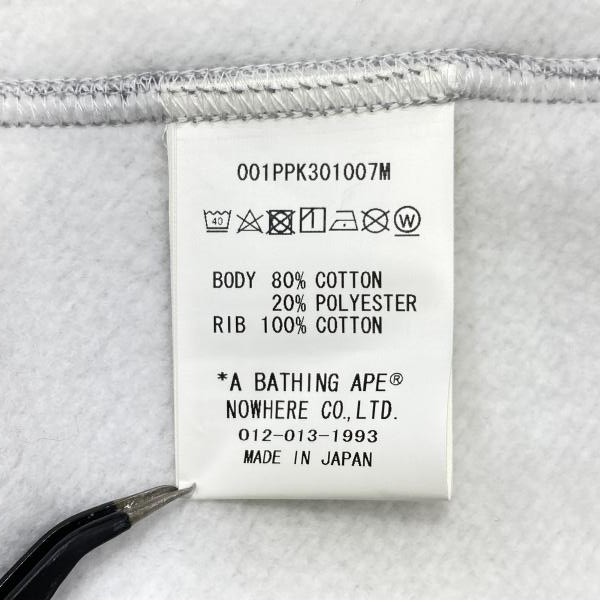 001PPK301007M
40 W
BODY 80% COTTON
20% POLYESTER
RIB 100% COTTON
*A BATHING APE®
NOWHERE CO., LTD.
012-013-1993
MADE IN JAPAN